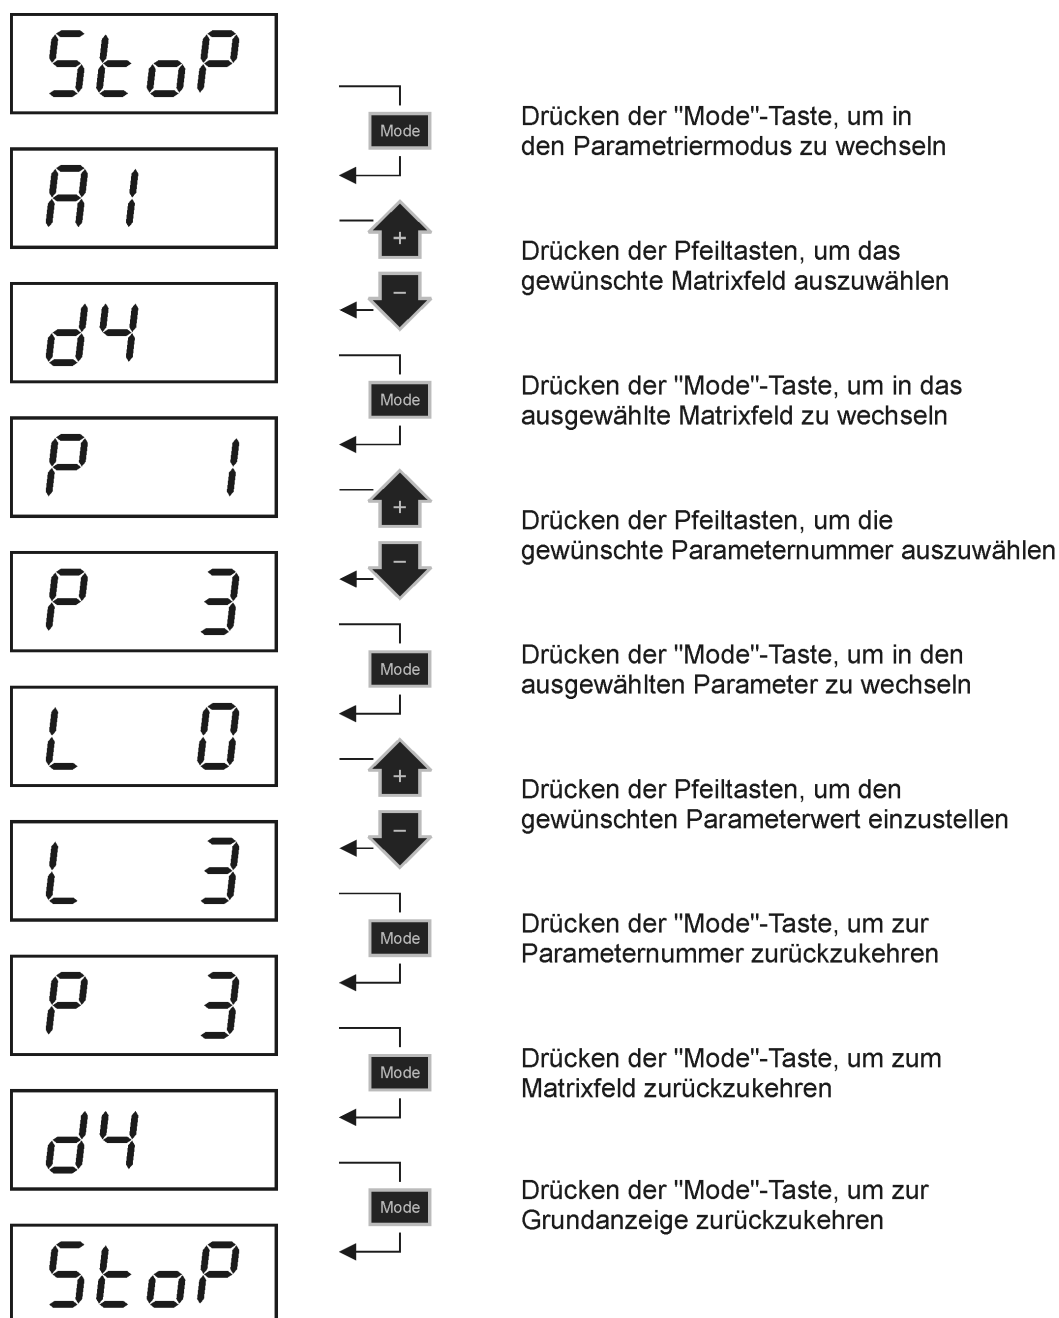 StoP
Mode
Drücken der "Mode"-Taste, um in
den Parametriermodus zu wechseln
A1
+
−
Drücken der Pfeiltasten, um das
gewünschte Matrixfeld auszuwählen
d4
Mode
Drücken der "Mode"-Taste, um in das
ausgewählte Matrixfeld zu wechseln
P 1
+
−
Drücken der Pfeiltasten, um die
gewünschte Parameternummer auszuwählen
P 3
Mode
Drücken der "Mode"-Taste, um in den
ausgewählten Parameter zu wechseln
L 0
+
−
Drücken der Pfeiltasten, um den
gewünschten Parameterwert einzustellen
L 3
Mode
Drücken der "Mode"-Taste, um zur
Parameternummer zurückzukehren
P 3
Mode
Drücken der "Mode"-Taste, um zum
Matrixfeld zurückzukehren
d4
Mode
Drücken der "Mode"-Taste, um zur
Grundanzeige zurückzukehren
StoP